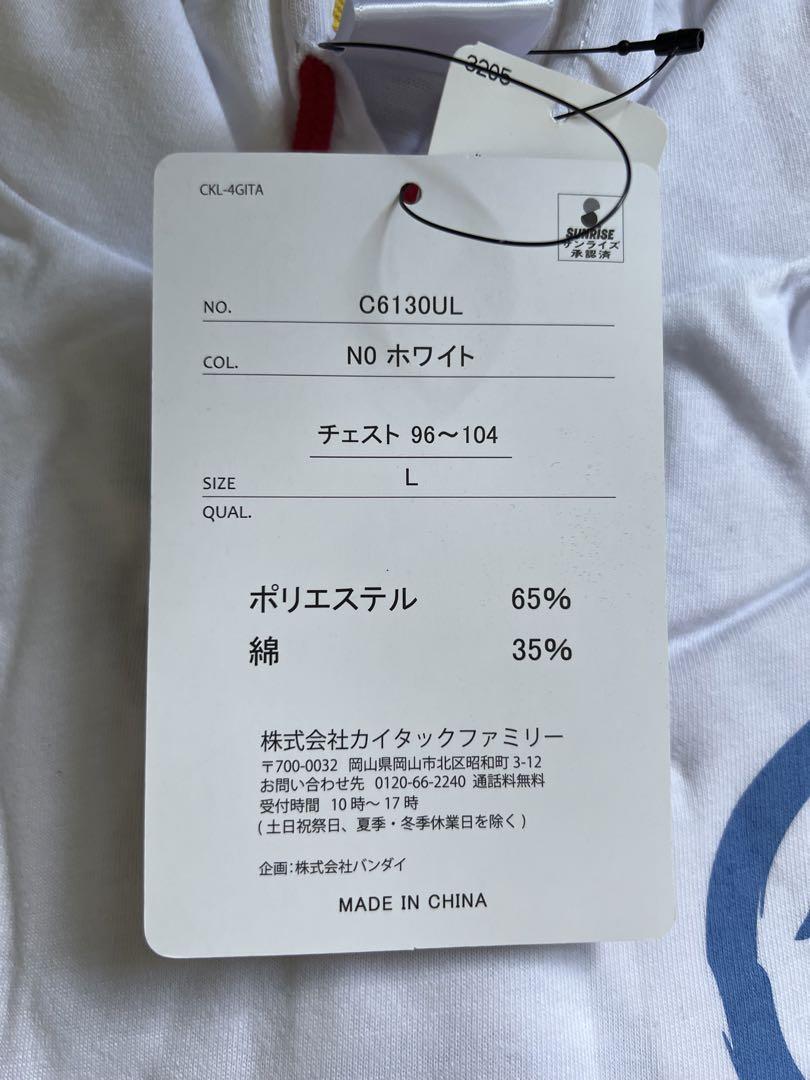 3205
CKL-4GITA
SUNRISE
サンライズ
承認済
NO. C6130UL
COL. N0 ホワイト
チェスト 96～104
SIZE L
QUAL.
ポリエステル 65%
綿 35%
株式会社カイタックファミリー
〒700-0032 岡山県岡山市北区昭和町 3-12
お問い合わせ先 0120-66-2240 通話料無料
受付時間 10 時～ 17 時
( 土日祝祭日、夏季・冬季休業日を除く )
企画：株式会社バンダイ
MADE IN CHINA